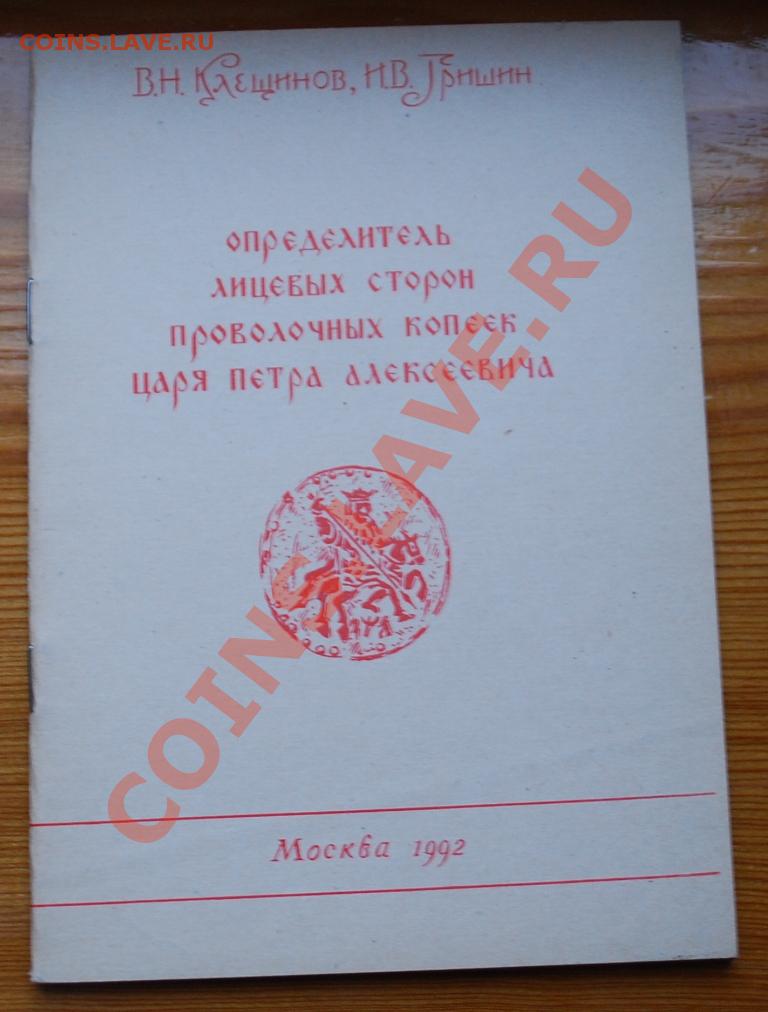 COINS.LAVE.RU
В.Н. Клещинов, И.В. Гришин
определитель
лицевых сторон
проволочных копеек
царя петра алексеевича
COINS.LAVE.RU
Москва 1992